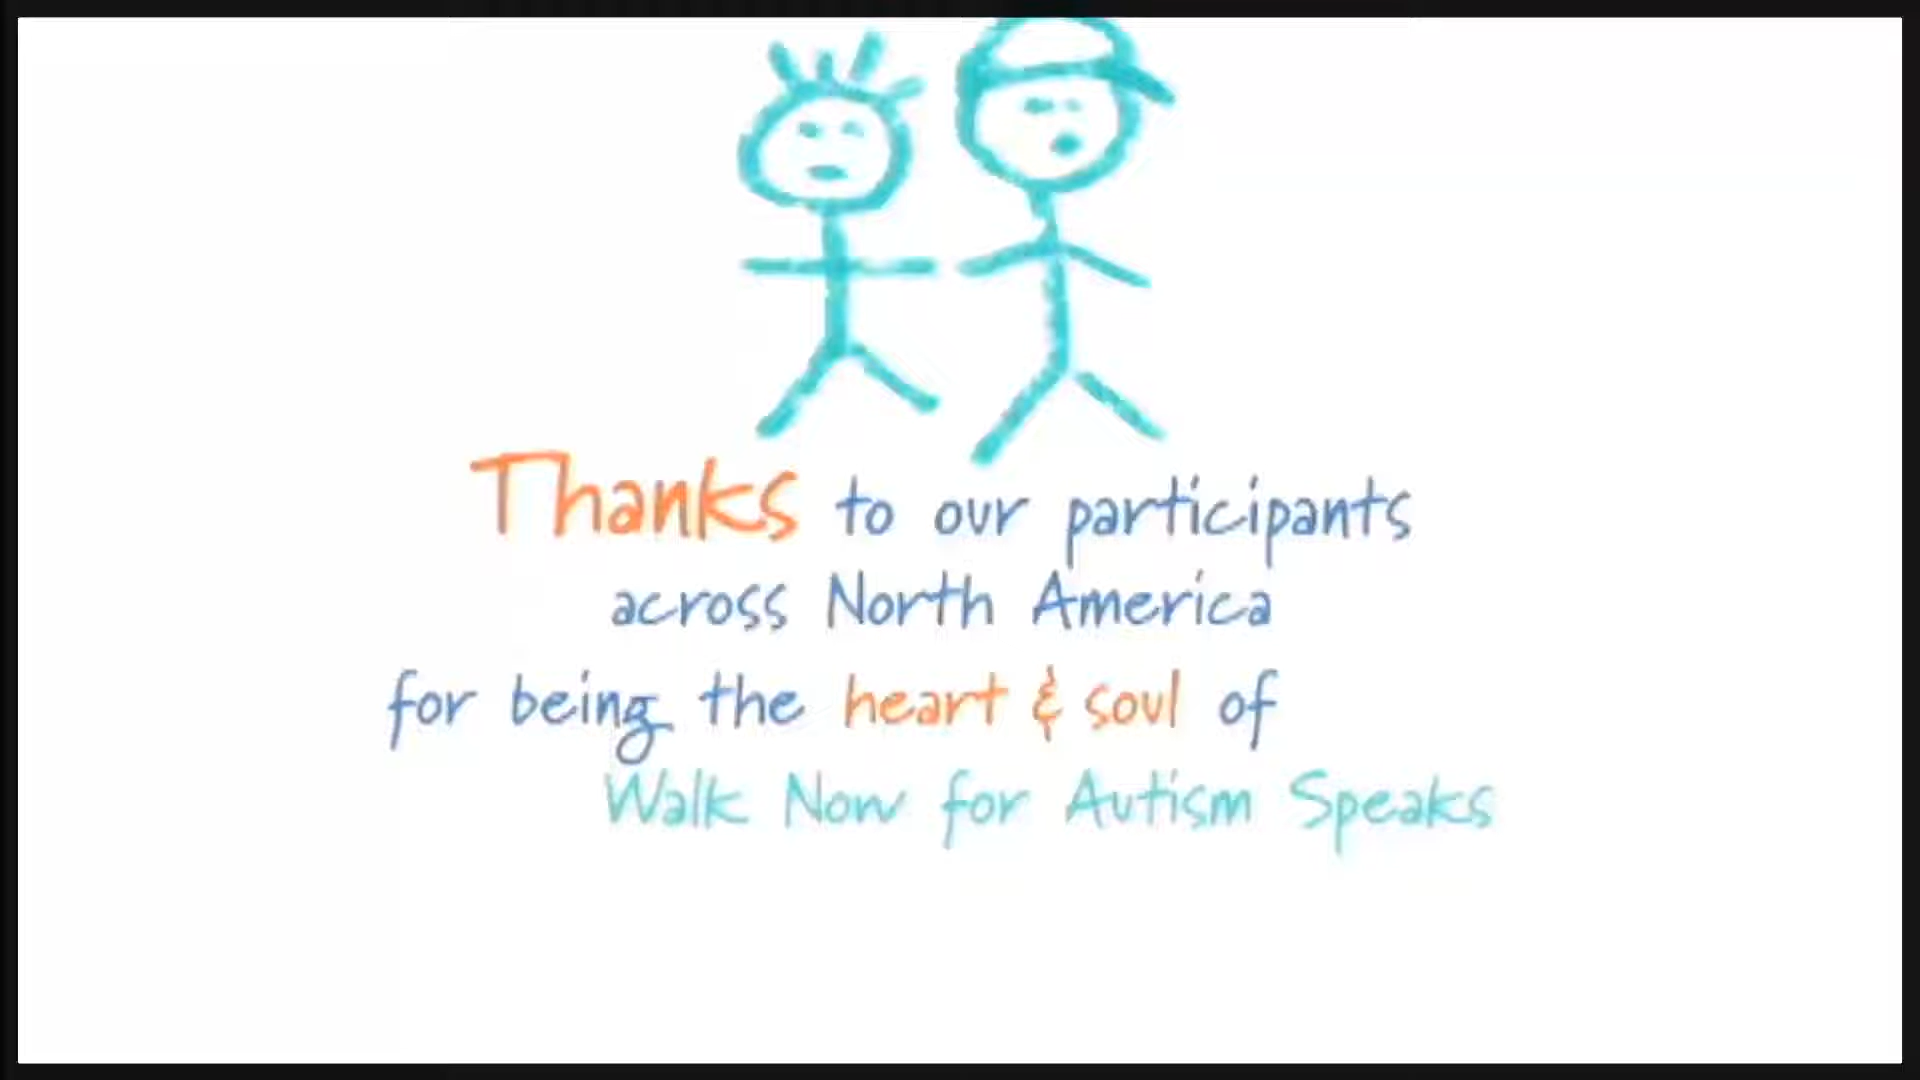 Thanks to our participants
across North America
for being the heart & soul of
Walk Now for Autism Speaks